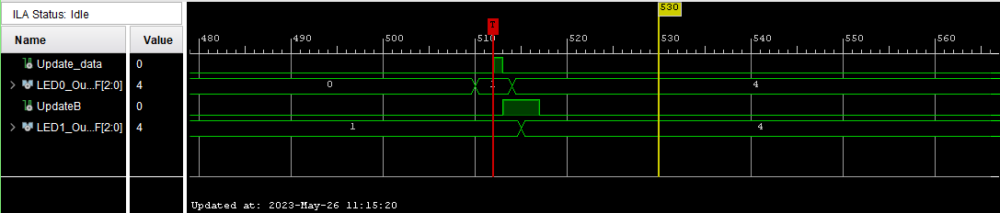 ILA Status: Idle
530
Name Value
480 490 500 510 520 530 540 550 560
T
Update_data 0
LED0_Ou...F[2:0] 4 0 1 4
UpdateB 0
LED1_Ou...F[2:0] 4 1 4
Updated at: 2023-May-26 11:15:20